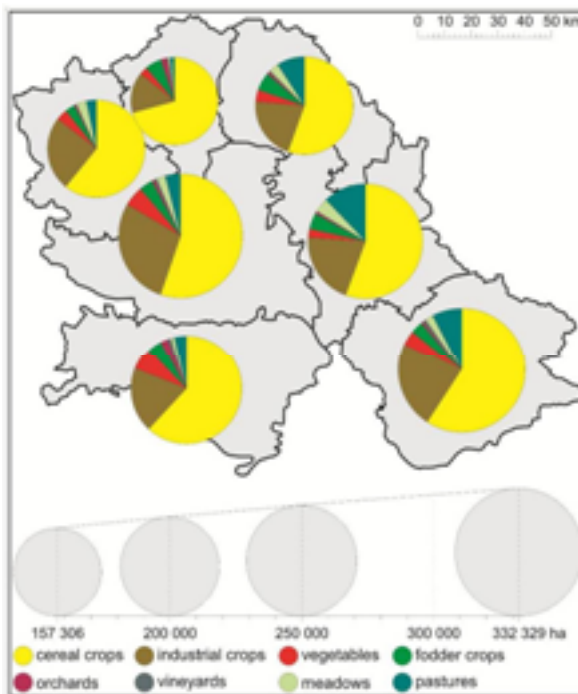 0 10 20 30 40 50 km
157 306 200 000 250 000 300 000 332 329 ha
cereal crops industrial crops vegetables fodder crops
orchards vineyards meadows pastures